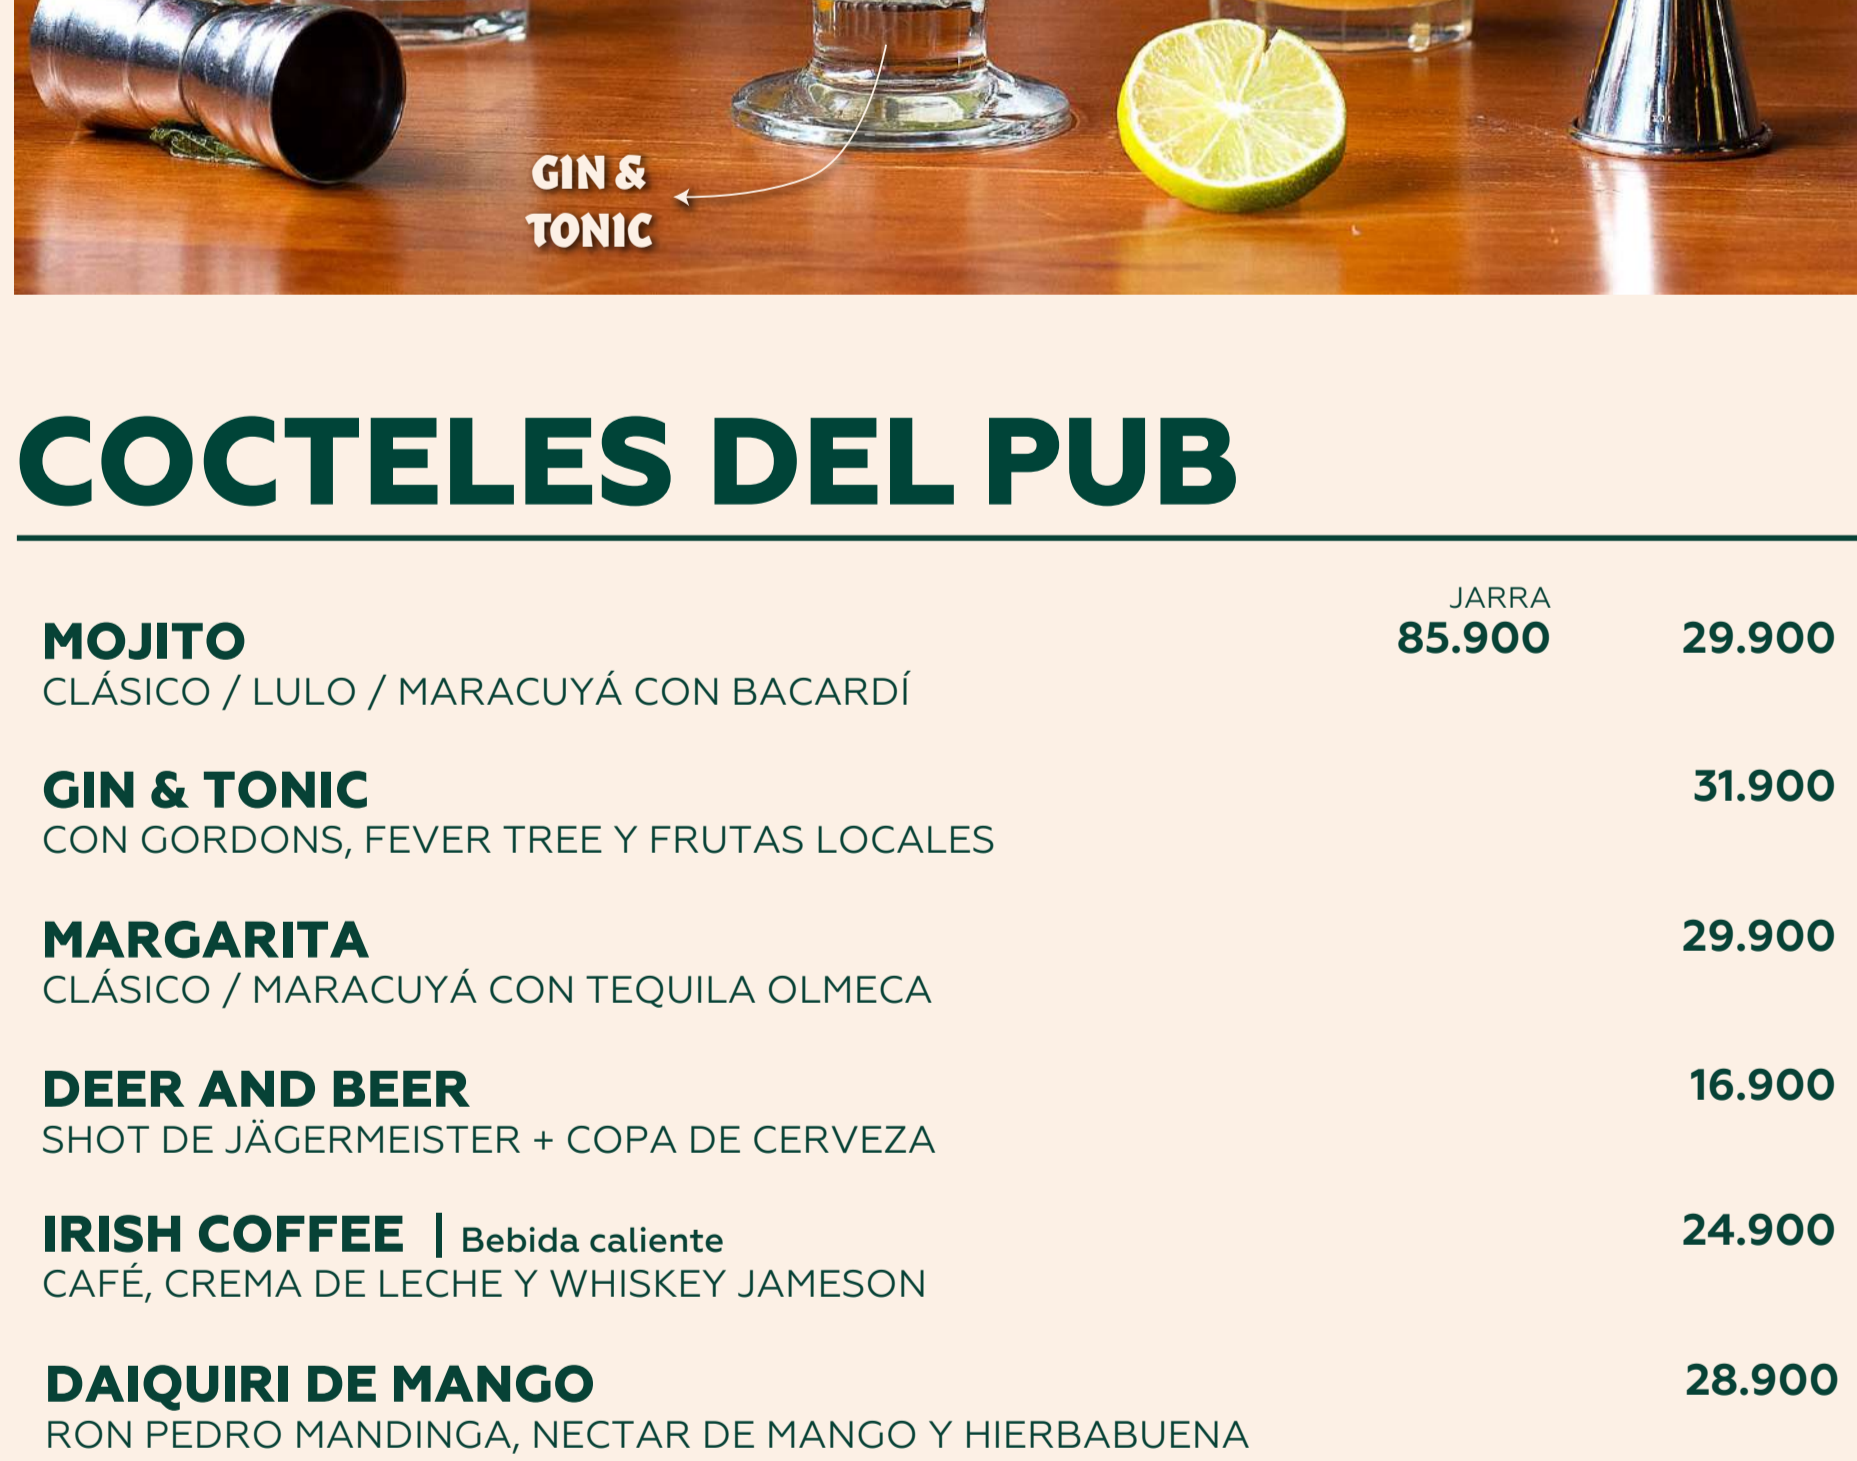 GIN &
TONIC
COCTELES DEL PUB
JARRA
MOJITO 85.900 29.900
CLÁSICO / LULO / MARACUYÁ CON BACARDÍ
GIN & TONIC 31.900
CON GORDONS, FEVER TREE Y FRUTAS LOCALES
MARGARITA 29.900
CLÁSICO / MARACUYÁ CON TEQUILA OLMECA
DEER AND BEER 16.900
SHOT DE JÄGERMEISTER + COPA DE CERVEZA
IRISH COFFEE | Bebida caliente 24.900
CAFÉ, CREMA DE LECHE Y WHISKEY JAMESON
DAIQUIRI DE MANGO 28.900
RON PEDRO MANDINGA, NECTAR DE MANGO Y HIERBABUENA